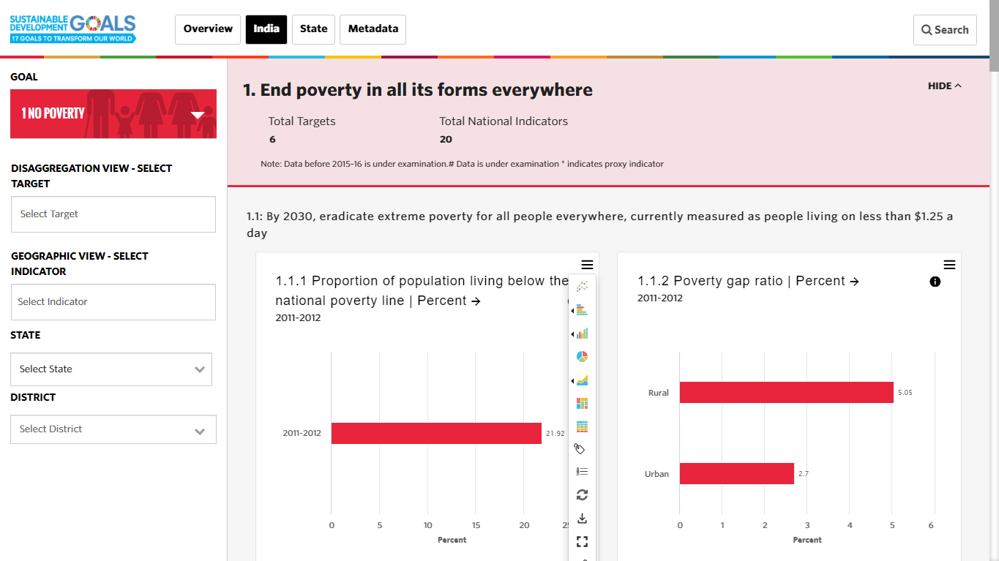 SUSTAINABLE DEVELOPMENT GOALS
17 GOALS TO TRANSFORM OUR WORLD
Overview
India
State
Metadata
Search
GOAL
1 NO POVERTY
DISAGGREGATION VIEW - SELECT
TARGET
Select Target
GEOGRAPHIC VIEW - SELECT
INDICATOR
Select Indicator
STATE
Select State
DISTRICT
Select District
1. End poverty in all its forms everywhere
HIDE
Total Targets
6
Total National Indicators
20
Note: Data before 2015-16 is under examination.# Data is under examination * indicates proxy indicator
1.1: By 2030, eradicate extreme poverty for all people everywhere, currently measured as people living on less than $1.25 a
day
1.1.1 Proportion of population living below the
national poverty line | Percent →
2011-2012
2011-2012
21.92
0 5 10 15 20
Percent
1.1.2 Poverty gap ratio | Percent →
2011-2012
Rural
5.05
Urban
2.7
0 1 2 3 4 5 6
Percent